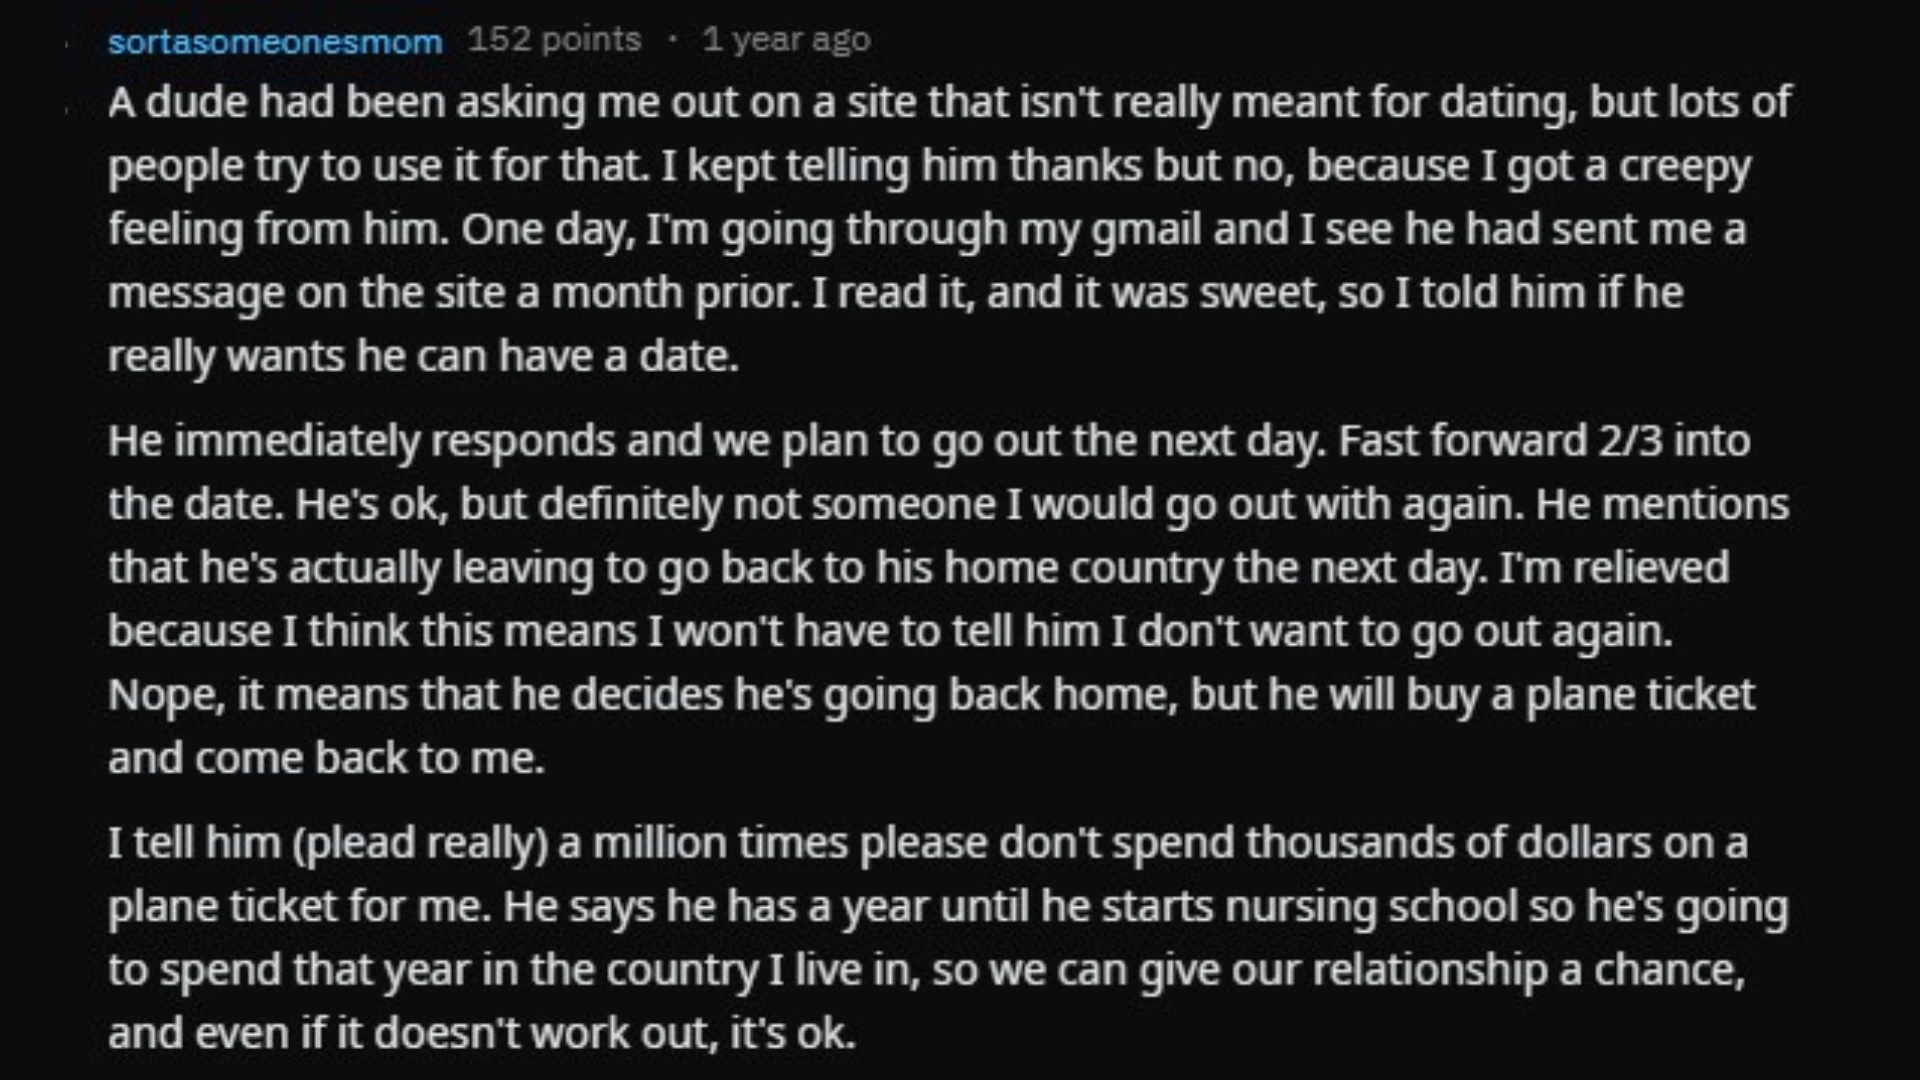 sortasomeonesmom 152 points · 1 year ago
A dude had been asking me out on a site that isn't really meant for dating, but lots of
people try to use it for that. I kept telling him thanks but no, because I got a creepy
feeling from him. One day, I'm going through my gmail and I see he had sent me a
message on the site a month prior. I read it, and it was sweet, so I told him if he
really wants he can have a date.
He immediately responds and we plan to go out the next day. Fast forward 2/3 into
the date. He's ok, but definitely not someone I would go out with again. He mentions
that he's actually leaving to go back to his home country the next day. I'm relieved
because I think this means I won't have to tell him I don't want to go out again.
Nope, it means that he decides he's going back home, but he will buy a plane ticket
and come back to me.
I tell him (plead really) a million times please don't spend thousands of dollars on a
plane ticket for me. He says he has a year until he starts nursing school so he's going
to spend that year in the country I live in, so we can give our relationship a chance,
and even if it doesn't work out, it's ok.